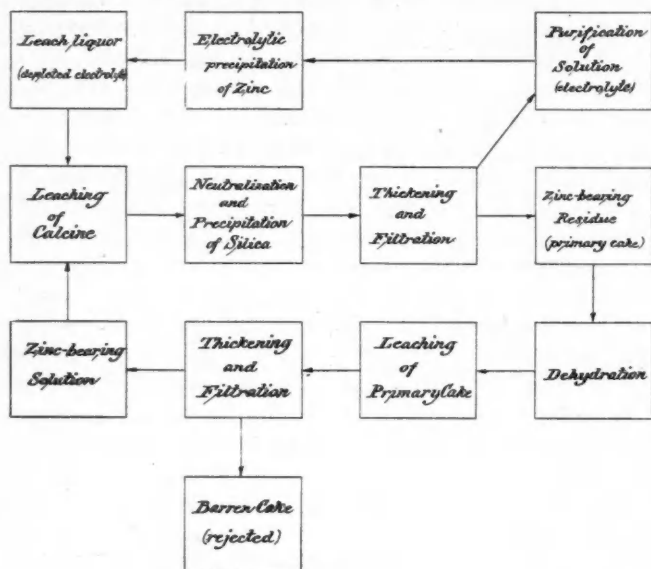 Leach liquor
(depleted electrolyte)
Electrolytic
precipitation
of Zinc
Purification
of
Solution
(electrolyte)
Leaching
of
Calcine
Neutralization
and
Precipitation
of Silica
Thickening
and
Filtration
Zinc-bearing
Residue
(primary cake)
Zinc-bearing
Solution
Thickening
and
Filtration
Leaching
of
Primary Cake
Dehydration
Barren Cake
(rejected)